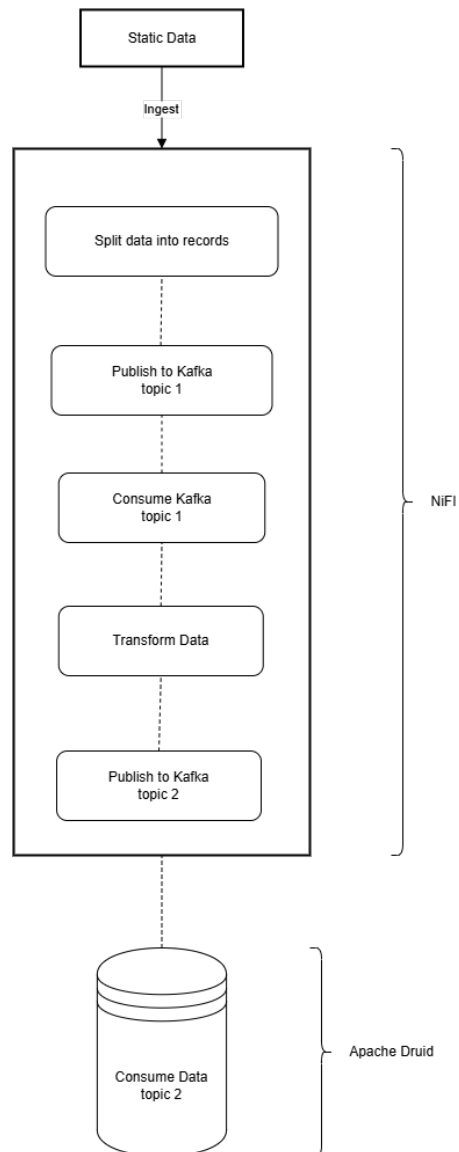 Static Data
Ingest
Split data into records
Publish to Kafka
topic 1
Consume Kafka
topic 1
NiFI
Transform Data
Publish to Kafka
topic 2
Consume Data
topic 2
Apache Druid